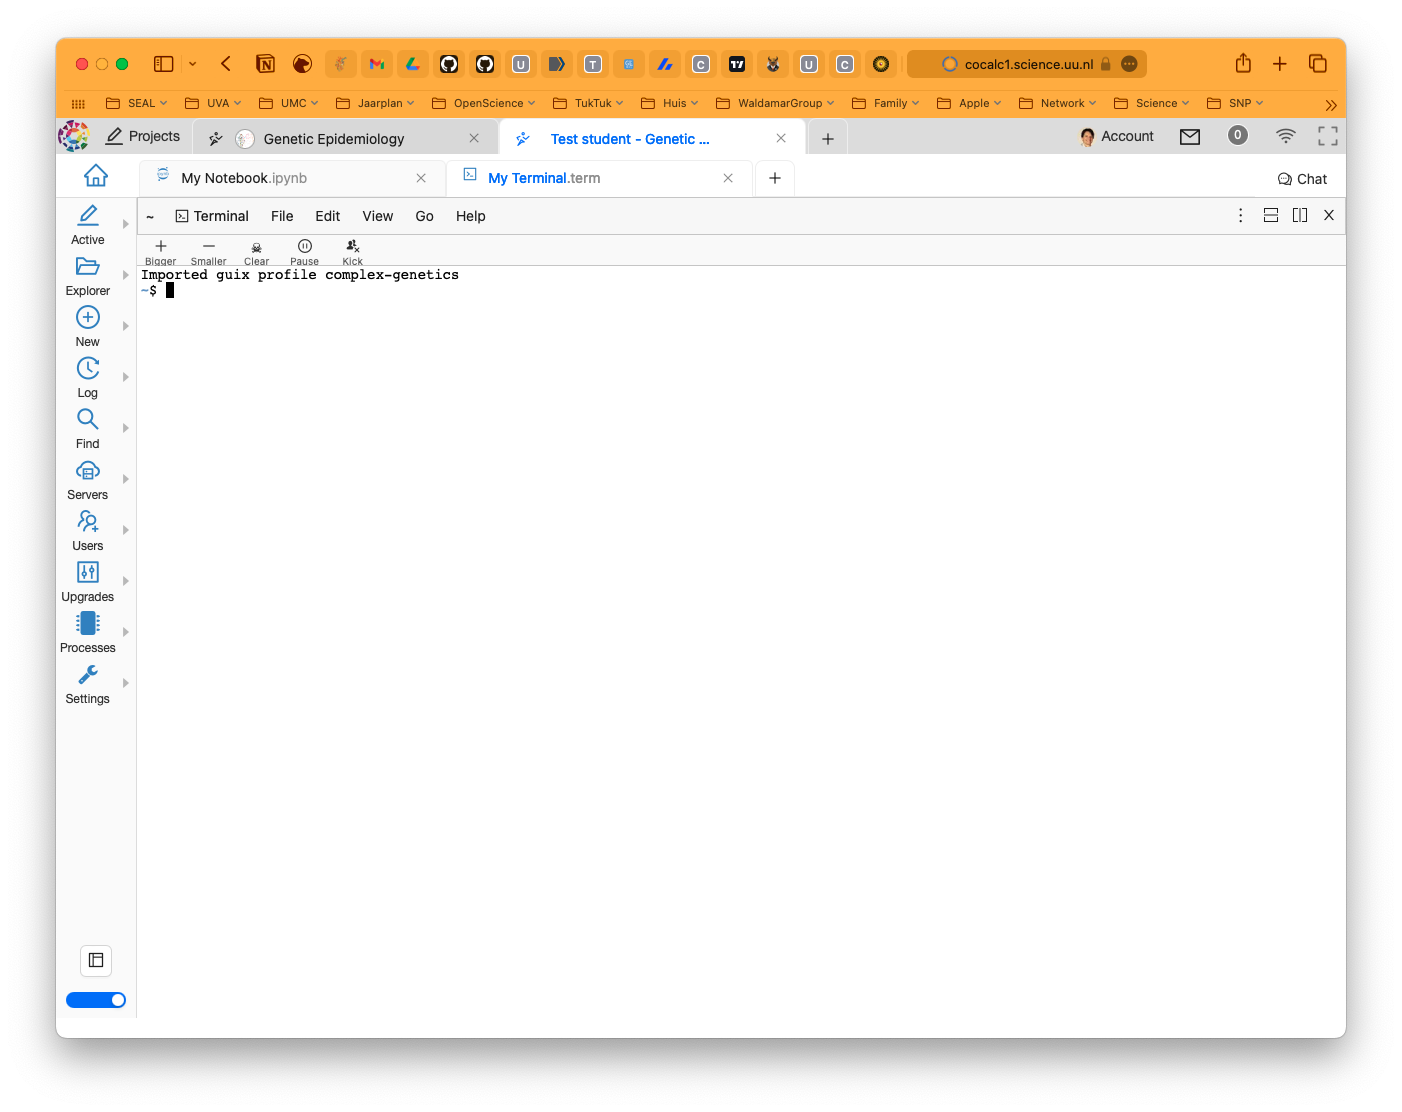 N U T C 17 U C cocalc1.science.uu.nl
SEAL UVA UMC Jaarplan OpenScience TukTuk Huis WaldamarGroup Family Apple Network Science SNP
Projects Genetic Epidemiology Test student - Genetic ... Account 0
My Notebook.ipynb My Terminal.term Chat
~ Terminal File Edit View Go Help
Bigger Smaller Clear Pause Kick
Imported guix profile complex-genetics
~$
Active
Explorer
New
Log
Find
Servers
Users
Upgrades
Processes
Settings